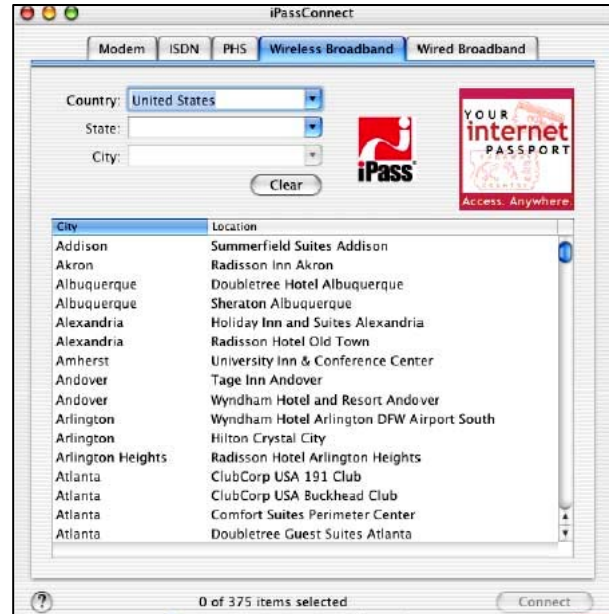 iPassConnect
Modem ISDN PHS Wireless Broadband Wired Broadband
Country: United States
State:
City:
Clear
iPass
YOUR
internet
PASSPORT
Access. Anywhere.
City Location
Addison Summerfield Suites Addison
Akron Radisson Inn Akron
Albuquerque Doubletree Hotel Albuquerque
Albuquerque Sheraton Albuquerque
Alexandria Holiday Inn and Suites Alexandria
Alexandria Radisson Hotel Old Town
Amherst University Inn & Conference Center
Andover Tage Inn Andover
Andover Wyndham Hotel and Resort Andover
Arlington Wyndham Hotel Arlington DFW Airport South
Arlington Hilton Crystal City
Arlington Heights Radisson Hotel Arlington Heights
Atlanta ClubCorp USA 191 Club
Atlanta ClubCorp USA Buckhead Club
Atlanta Comfort Suites Perimeter Center
Atlanta Doubletree Guest Suites Atlanta
? 0 of 375 items selected Connect